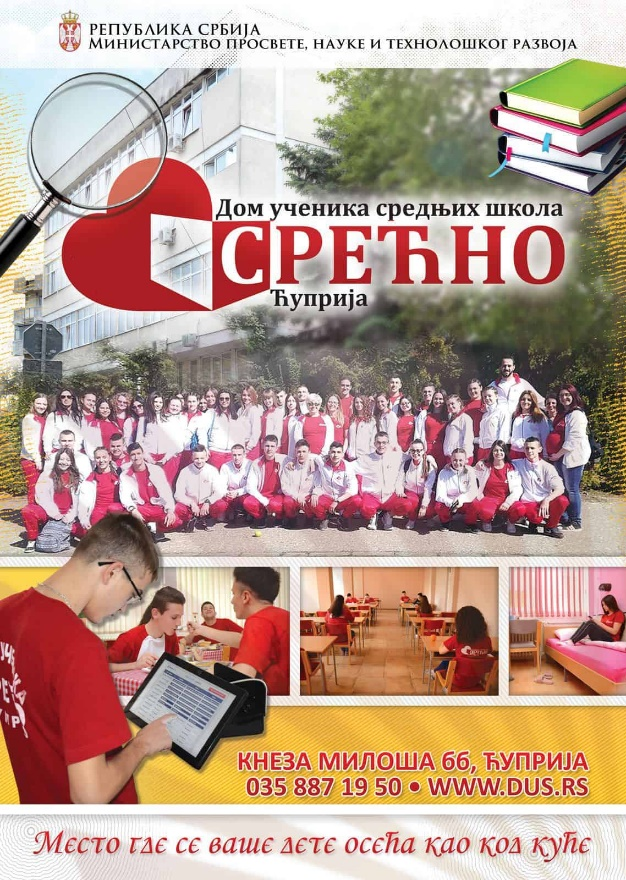 РЕПУБЛИКА СРБИЈА
МИНИСТАРСТВО ПРОСВЕТЕ, НАУКЕ И ТЕХНОЛОШКОГ РАЗВОЈА
Дом ученика средњих школа
СРЕЋНО
Ћуприја
КНЕЗА МИЛОША бб, ЋУПРИЈА
035 887 19 50 • WWW.DUS.RS
Место где се ваше дете осећа као код куће